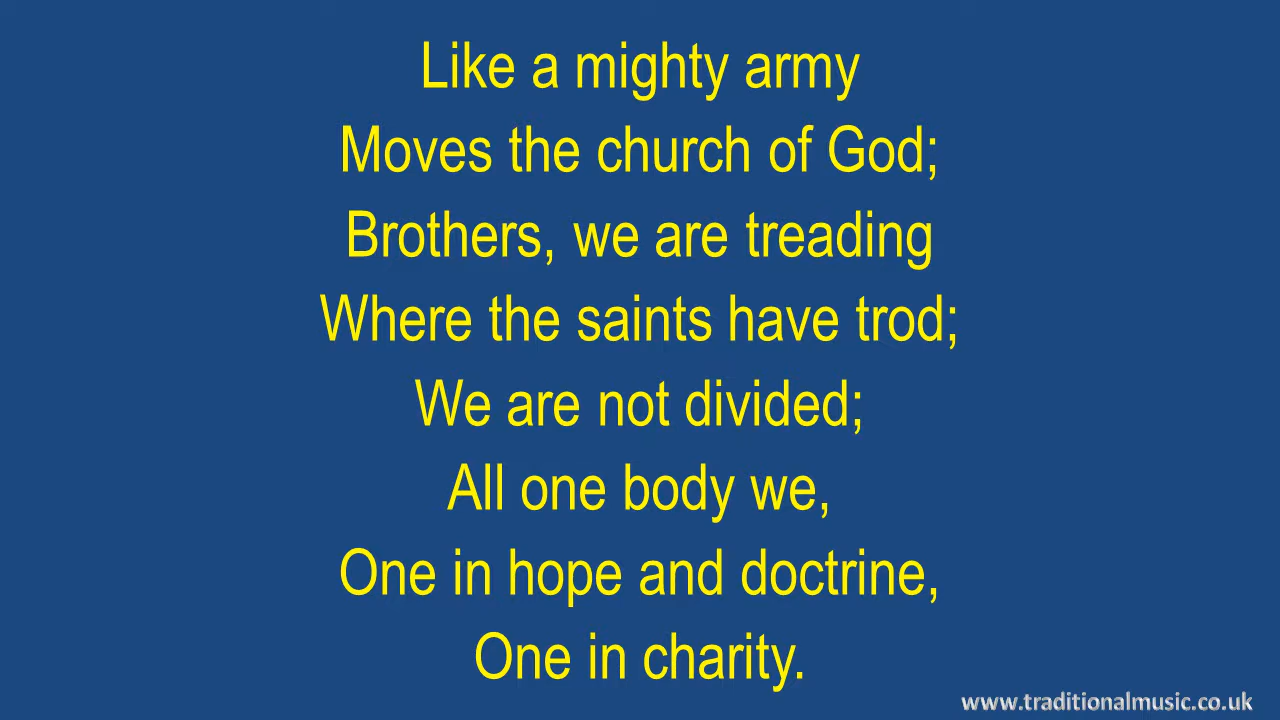 Like a mighty army
Moves the church of God;
Brothers, we are treading
Where the saints have trod;
We are not divided;
All one body we,
One in hope and doctrine,
One in charity.
www.traditionalmusic.co.uk